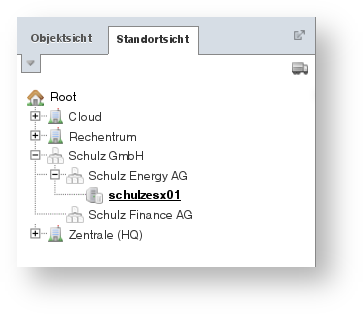 Objektsicht
Standortsicht
Root
Cloud
Rechentrum
Schulz GmbH
Schulz Energy AG
schulzesx01
Schulz Finance AG
Zentrale (HQ)